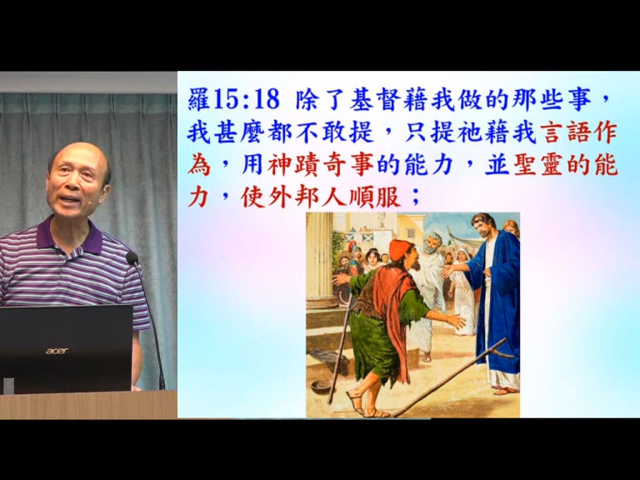 羅15:18 除了基督藉我做的那些事，
我甚麼都不敢提，只提祂藉我言語作
為，用神蹟奇事的能力，並聖靈的能
力，使外邦人順服；
acer